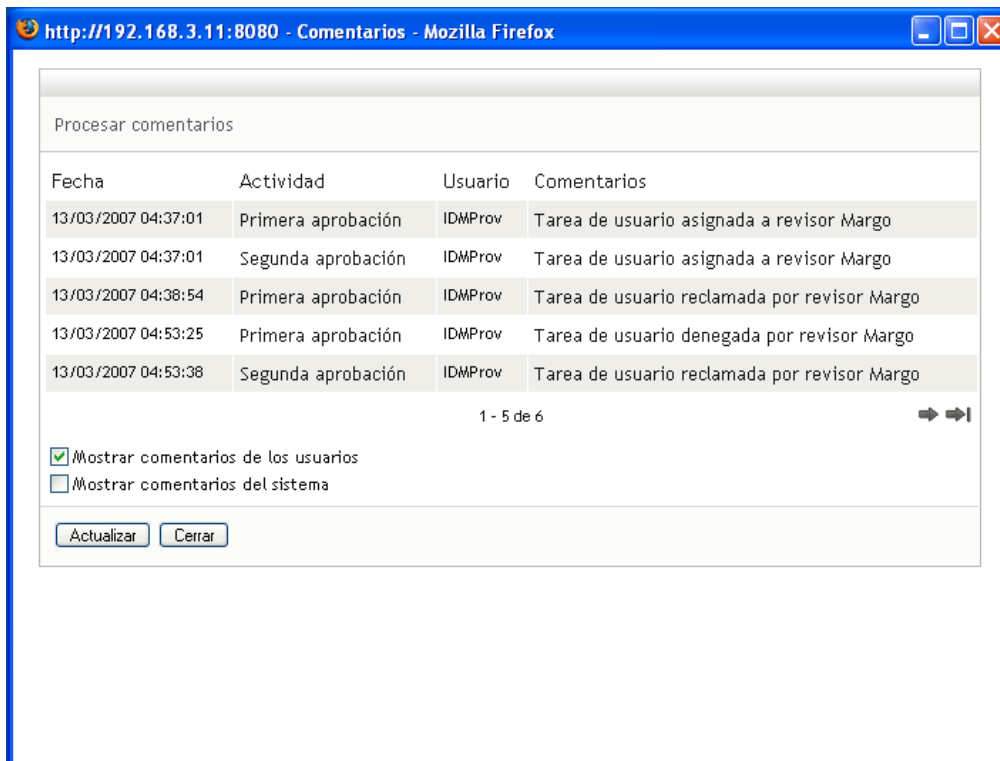 http://192.168.3.11:8080 - Comentarios - Mozilla Firefox
Procesar comentarios
Fecha Actividad Usuario Comentarios
13/03/2007 04:37:01 Primera aprobación IDMProv Tarea de usuario asignada a revisor Margo
13/03/2007 04:37:01 Segunda aprobación IDMProv Tarea de usuario asignada a revisor Margo
13/03/2007 04:38:54 Primera aprobación IDMProv Tarea de usuario reclamada por revisor Margo
13/03/2007 04:53:25 Primera aprobación IDMProv Tarea de usuario denegada por revisor Margo
13/03/2007 04:53:38 Segunda aprobación IDMProv Tarea de usuario reclamada por revisor Margo
1 - 5 de 6
Mostrar comentarios de los usuarios
Mostrar comentarios del sistema
Actualizar Cerrar